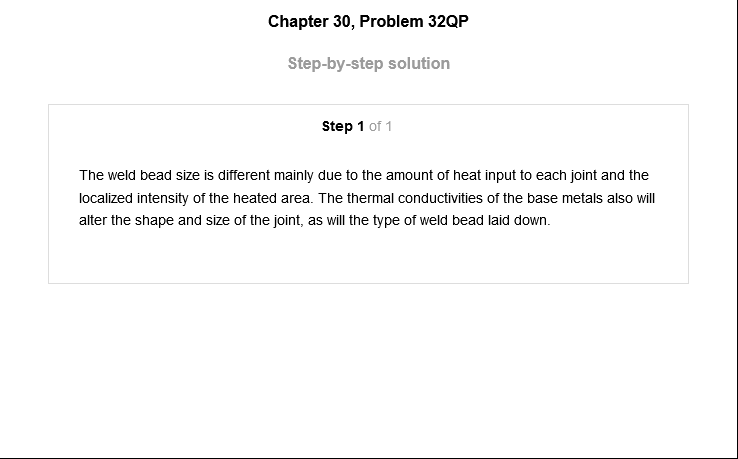 Chapter 30, Problem 32QP
Step-by-step solution
Step 1 of 1
The weld bead size is different mainly due to the amount of heat input to each joint and the
localized intensity of the heated area. The thermal conductivities of the base metals also will
alter the shape and size of the joint, as will the type of weld bead laid down.